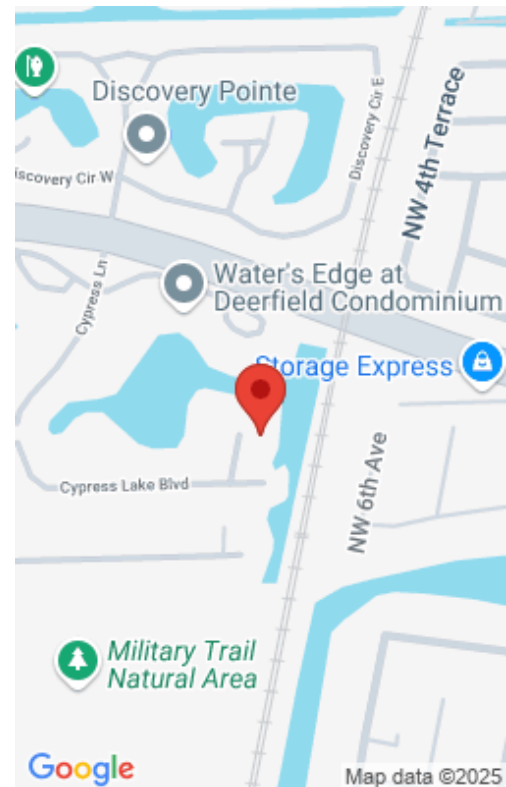 Discovery Pointe
Discovery Cir E
iscovery Cir W
NW 4th Terrace
Cypress Ln
Water's Edge at
Deerfield Condominium
Storage Express
Cypress Lake Blvd
NW 6th Ave
Military Trail
Natural Area
Google
Map data ©2025